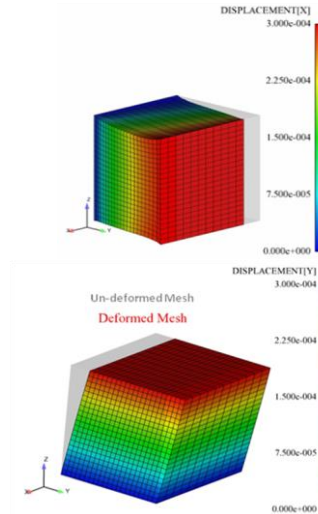 DISPLACEMENT[X]
3.000e-004
2.250e-004
1.500e-004
7.500e-005
0.000e+000
Z
X
Y
DISPLACEMENT[Y]
3.000e-004
Un-deformed Mesh
Deformed Mesh
2.250e-004
1.500e-004
7.500e-005
Z
X
Y
0.000e+000